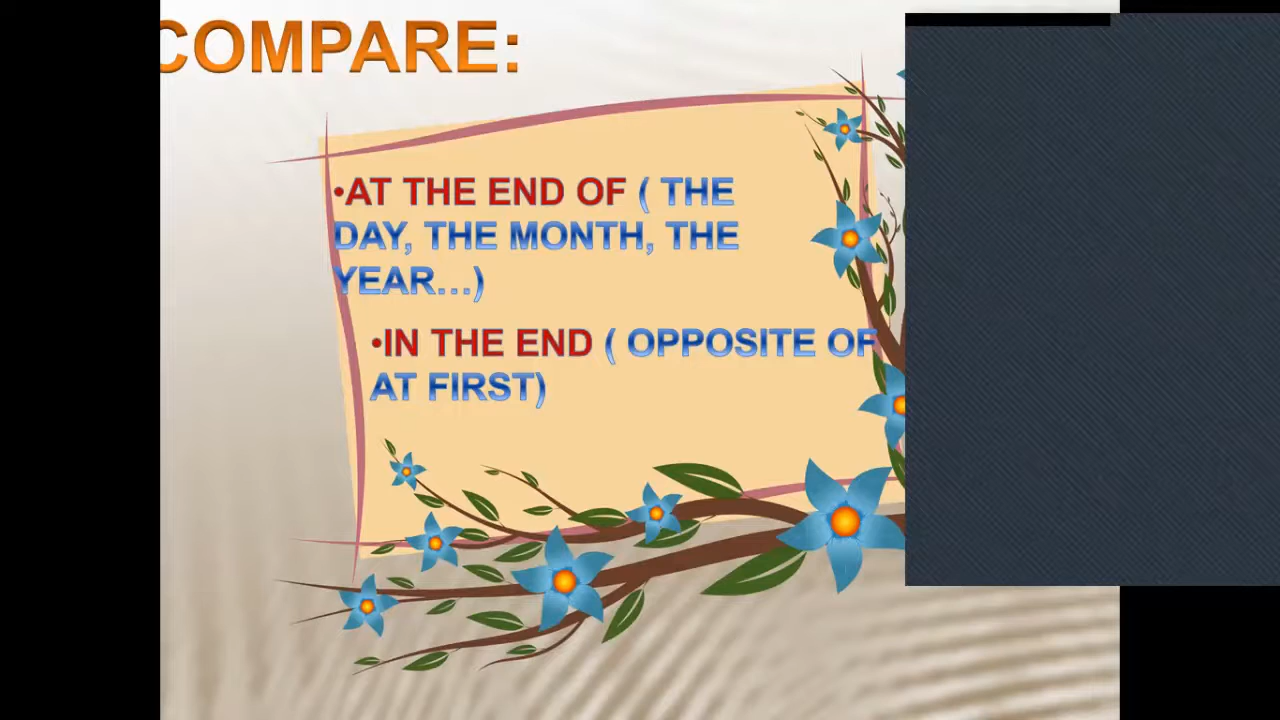 COMPARE:
•AT THE END OF ( THE
DAY, THE MONTH, THE
YEAR...)
•IN THE END ( OPPOSITE OF
AT FIRST)